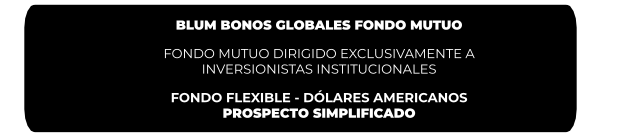 BLUM BONOS GLOBALES FONDO MUTUO
FONDO MUTUO DIRIGIDO EXCLUSIVAMENTE A
INVERSIONISTAS INSTITUCIONALES
FONDO FLEXIBLE - DÓLARES AMERICANOS
PROSPECTO SIMPLIFICADO